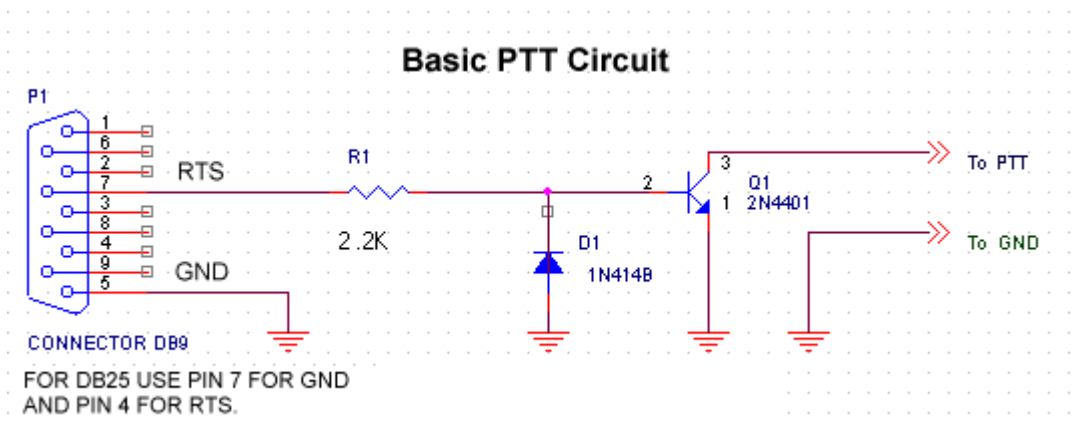 Basic PTT Circuit
P1
1
6
2
7
3
8
4
9
5
RTS
GND
R1
2.2K
D1
1N414B
2
3
1
Q1
2N4401
To PTT
To GND
CONNECTOR DB9
FOR DB25 USE PIN 7 FOR GND
AND PIN 4 FOR RTS.